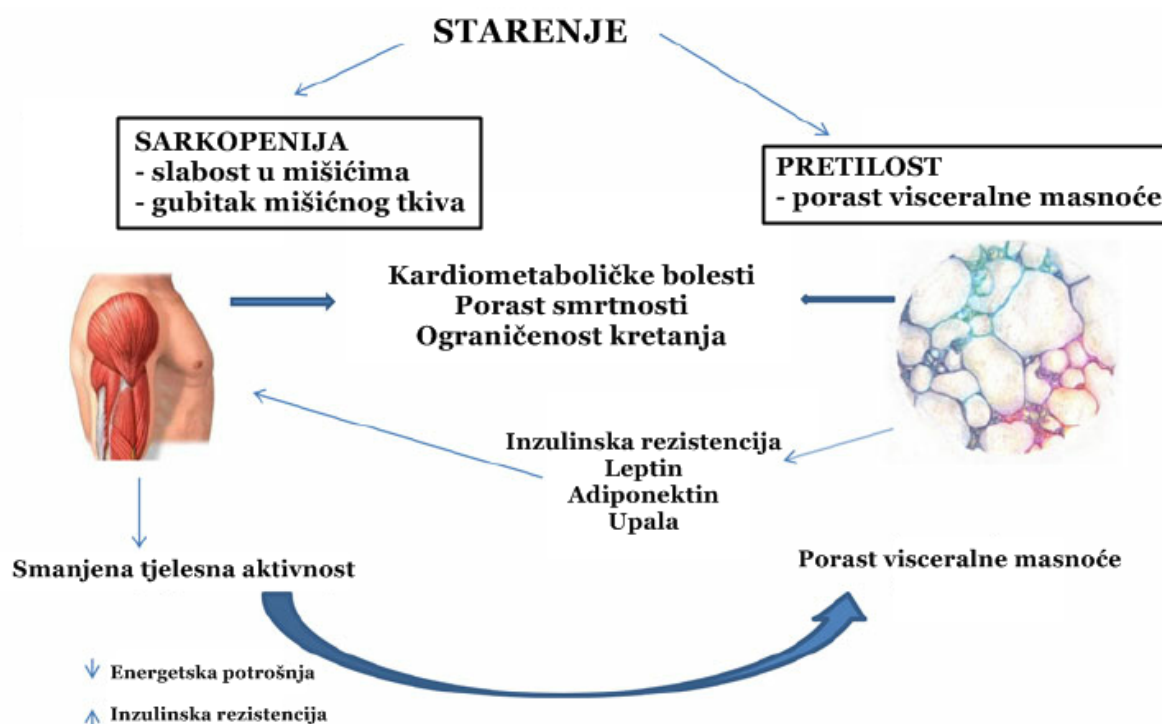 STARENJE
SARKOPENIJA
- slabost u mišićima
- gubitak mišićnog tkiva
PRETILOST
- porast visceralne masnoće
Kardiometaboličke bolesti
Porast smrtnosti
Ograničenost kretanja
Inzulinska rezistencija
Leptin
Adiponektin
Upala
Smanjena tjelesna aktivnost
Porast visceralne masnoće
Energetska potrošnja
Inzulinska rezistencija